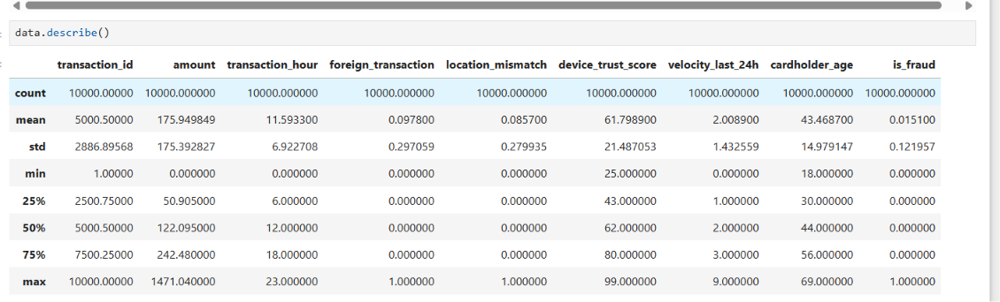 data.describe()
transaction_id amount transaction_hour foreign_transaction location_mismatch device_trust_score velocity_last_24h cardholder_age is_fraud
count 10000.00000 10000.000000 10000.000000 10000.000000 10000.000000 10000.000000 10000.000000 10000.000000 10000.000000
mean 5000.50000 175.949849 11.593300 0.097800 0.085700 61.798900 2.008900 43.468700 0.015100
std 2886.89568 175.392827 6.922708 0.297059 0.279935 21.487053 1.432559 14.979147 0.121957
min 1.00000 0.000000 0.000000 0.000000 0.000000 25.000000 0.000000 18.000000 0.000000
25% 2500.75000 50.905000 6.000000 0.000000 0.000000 43.000000 1.000000 30.000000 0.000000
50% 5000.50000 122.095000 12.000000 0.000000 0.000000 62.000000 2.000000 44.000000 0.000000
75% 7500.25000 242.480000 18.000000 0.000000 0.000000 80.000000 3.000000 56.000000 0.000000
max 10000.00000 1471.040000 23.000000 1.000000 1.000000 99.000000 9.000000 69.000000 1.000000